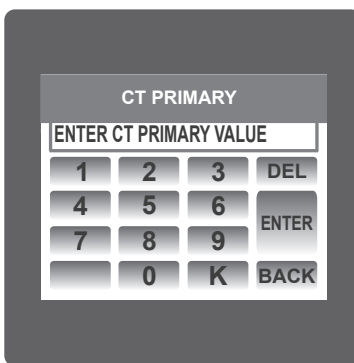 CT PRIMARY
ENTER CT PRIMARY VALUE
1 2 3 DEL
4 5 6 ENTER
7 8 9
0 K BACK